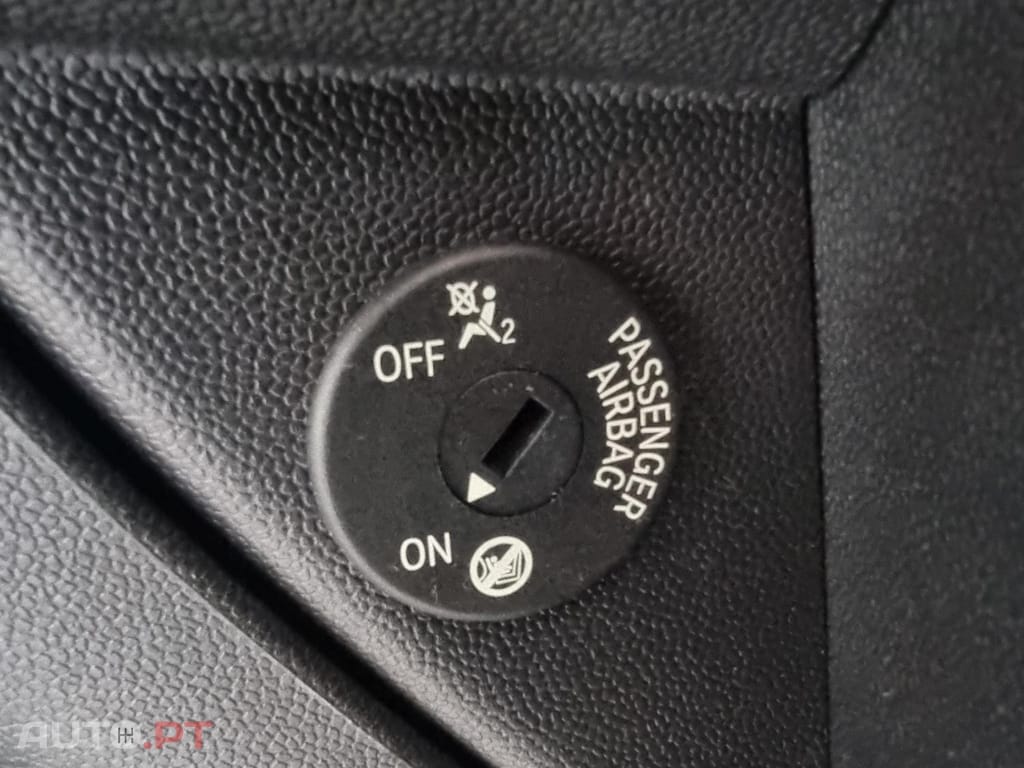 OFF
2
PASSENGER
AIRBAG
ON
AUTO.PT